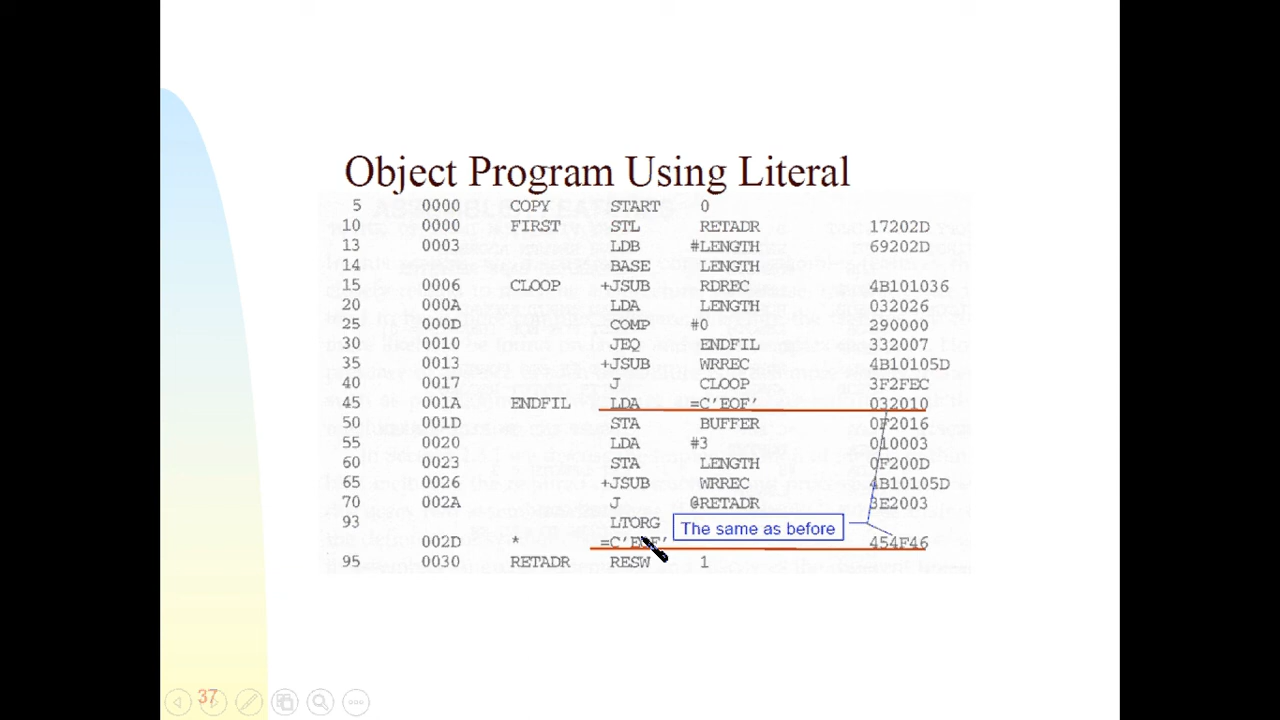 Object Program Using Literal
5 0000 COPY START 0
10 0000 FIRST STL RETADR 17202D
13 0003 LDB #LENGTH 69202D
14 BASE LENGTH
15 0006 CLOOP +JSUB RDREC 4B101036
20 000A LDA LENGTH 032026
25 000D COMP #0 290000
30 0010 JEQ ENDFIL 332007
35 0013 +JSUB WRREC 4B10105D
40 0017 J CLOOP 3F2FEC
45 001A ENDFIL LDA =C'EOF' 032010
50 001D STA BUFFER 0F2016
55 0020 LDA #3 010003
60 0023 STA LENGTH 0F200D
65 0026 +JSUB WRREC 4B10105D
70 002A J @RETADR 3E2003
93 LTORG
The same as before
002D * =C'EOF' 454F46
95 0030 RETADR RESW 1
37